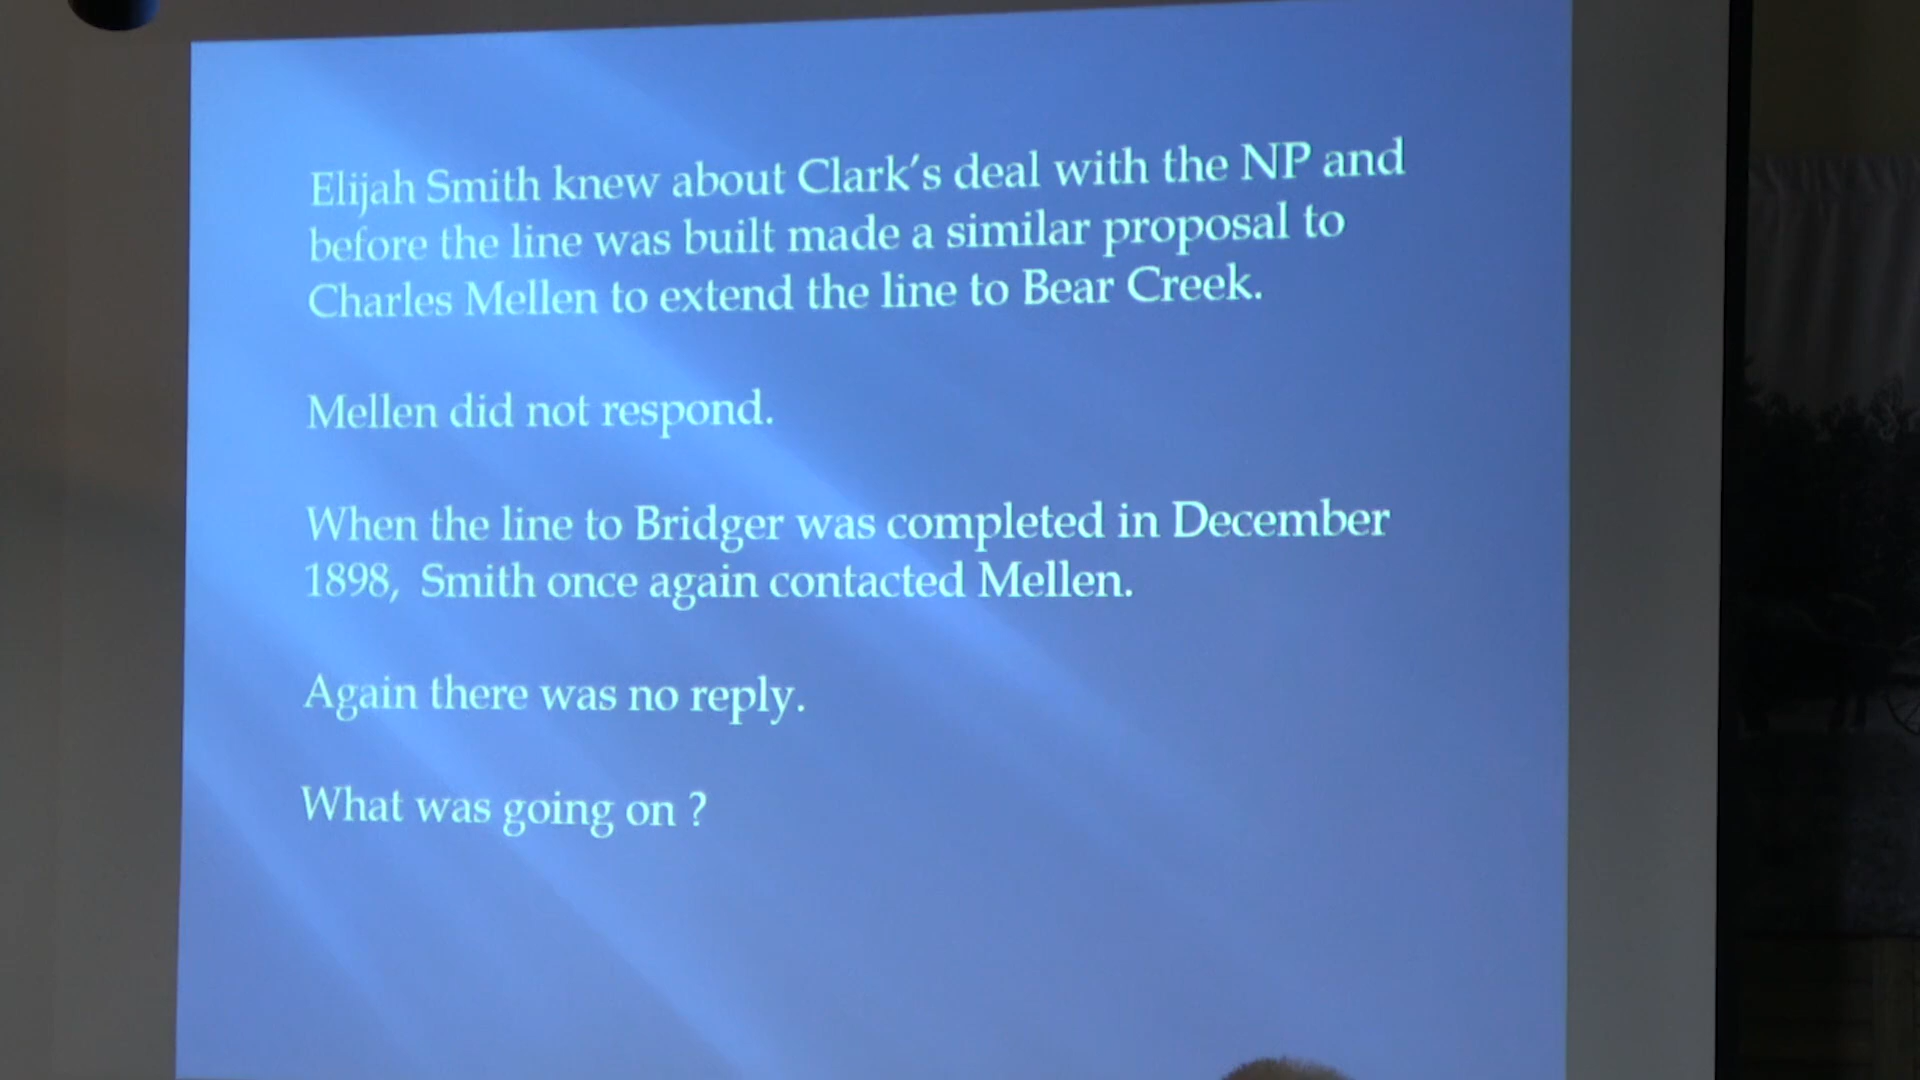 Elijah Smith knew about Clark's deal with the NP and
before the line was built made a similar proposal to
Charles Mellen to extend the line to Bear Creek.
Mellen did not respond.
When the line to Bridger was completed in December
1898, Smith once again contacted Mellen.
Again there was no reply.
What was going on ?